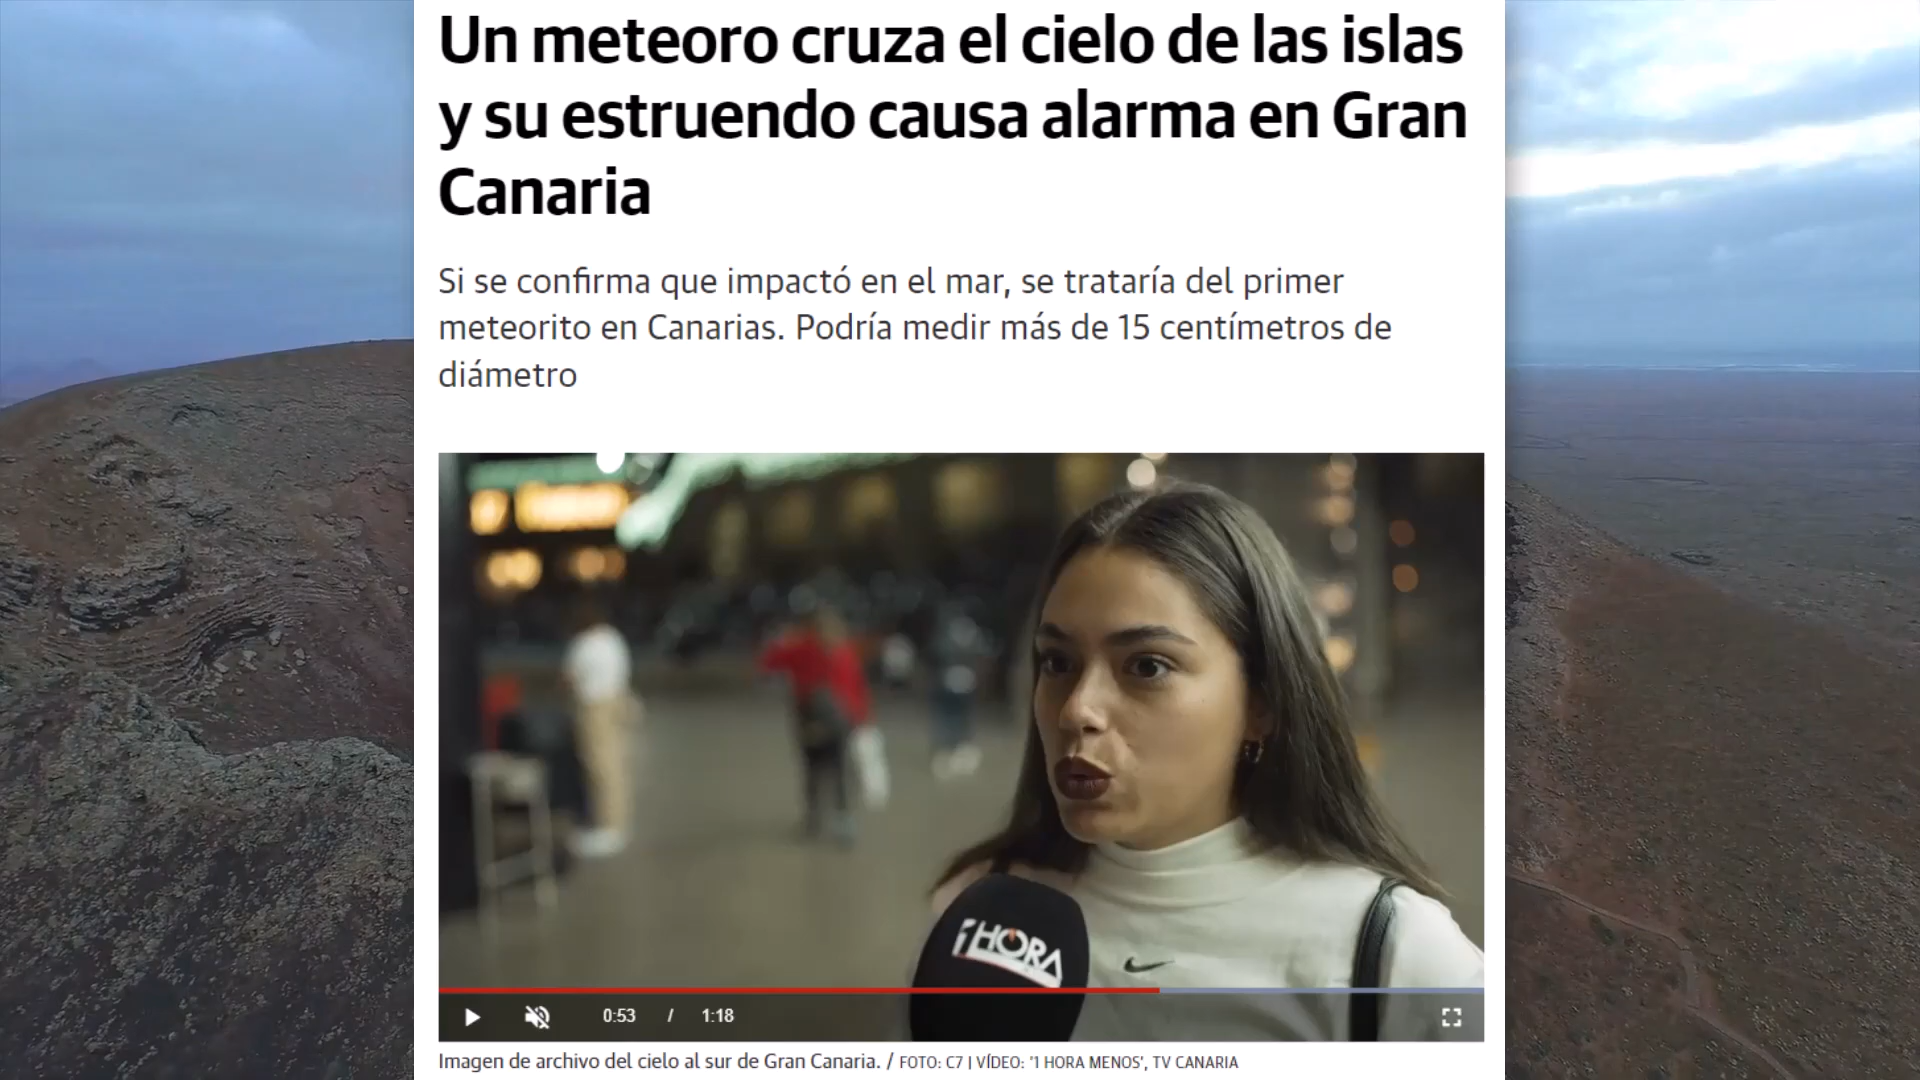 Un meteoro cruza el cielo de las islas
y su estruendo causa alarma en Gran
Canaria
Si se confirma que impactó en el mar, se trataría del primer
meteorito en Canarias. Podría medir más de 15 centímetros de
diámetro
1HORA
0:53 / 1:18
Imagen de archivo del cielo al sur de Gran Canaria. / FOTO: C7 | VÍDEO: '1 HORA MENOS', TV CANARIA